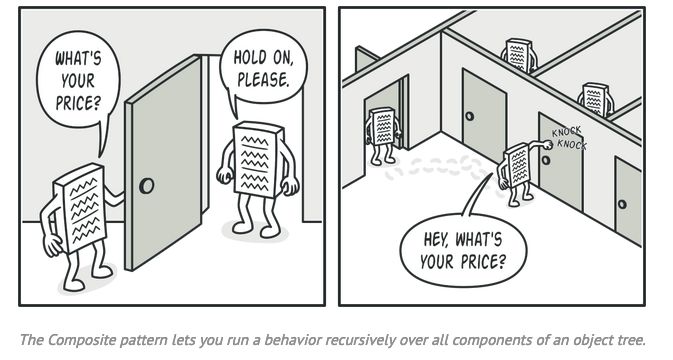 WHAT'S
YOUR
PRICE?
HOLD ON,
PLEASE.
KNOCK
KNOCK
HEY, WHAT'S
YOUR PRICE?
The Composite pattern lets you run a behavior recursively over all components of an object tree.